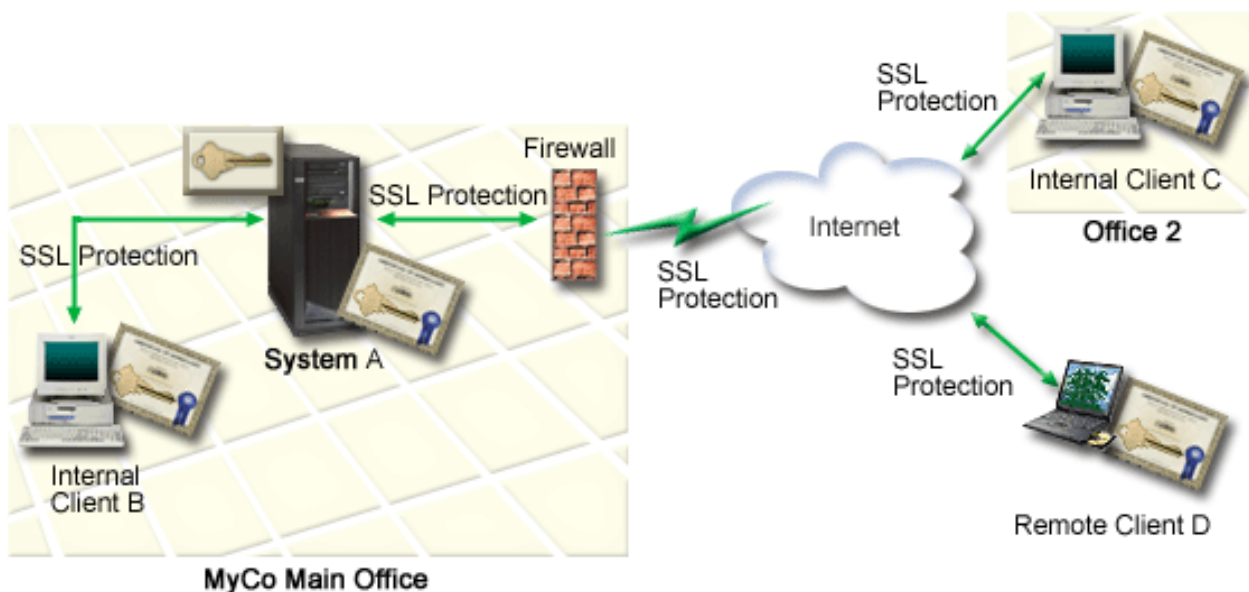 SSL
Protection
Internal Client C
Office 2
Firewall
SSL Protection
SSL Protection
System A
Internal
Client B
MyCo Main Office
Internet
SSL
Protection
SSL
Protection
Remote Client D